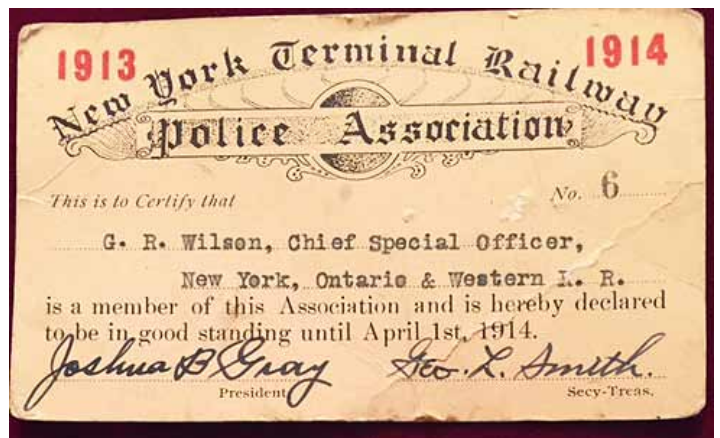 1913 1914
New York Terminal Railway
Police Association
This is to Certify that No. 6
G. R. Wilson, Chief Special Officer,
New York, Ontario & Western R. R.
is a member of this Association and is hereby declared
to be in good standing until April 1st, 1914.
Joshua B Gray Geo. L. Smith.
President Secy-Treas.